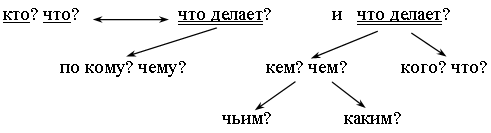 кто? что? что делает? и что делает?
по кому? чему? кем? чем? кого? что?
чьим? каким?